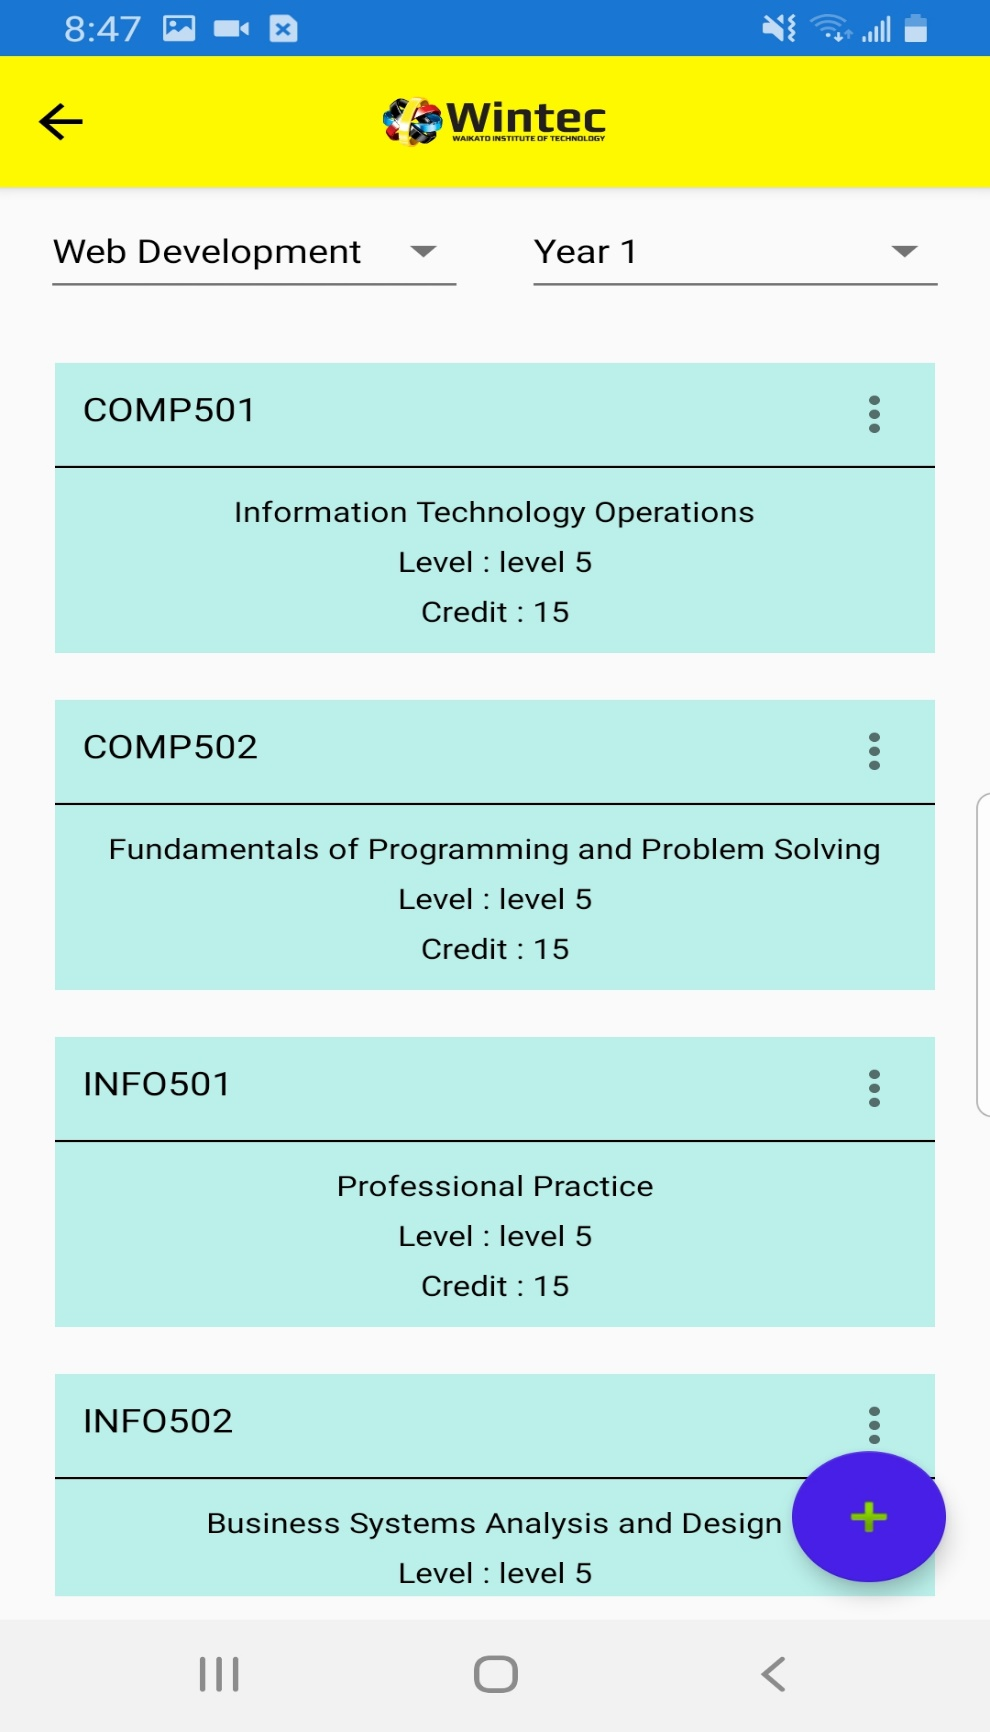 8:47
Wintec
WAIKATO INSTITUTE OF TECHNOLOGY
Web Development
Year 1
COMP501
Information Technology Operations
Level : level 5
Credit : 15
COMP502
Fundamentals of Programming and Problem Solving
Level : level 5
Credit : 15
INFO501
Professional Practice
Level : level 5
Credit : 15
INFO502
Business Systems Analysis and Design
Level : level 5